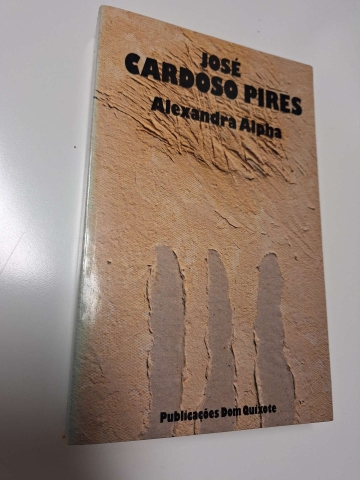 JOSÉ
CARDOSO PIRES
Alexandra Alpha
Publicações Dom Quixote